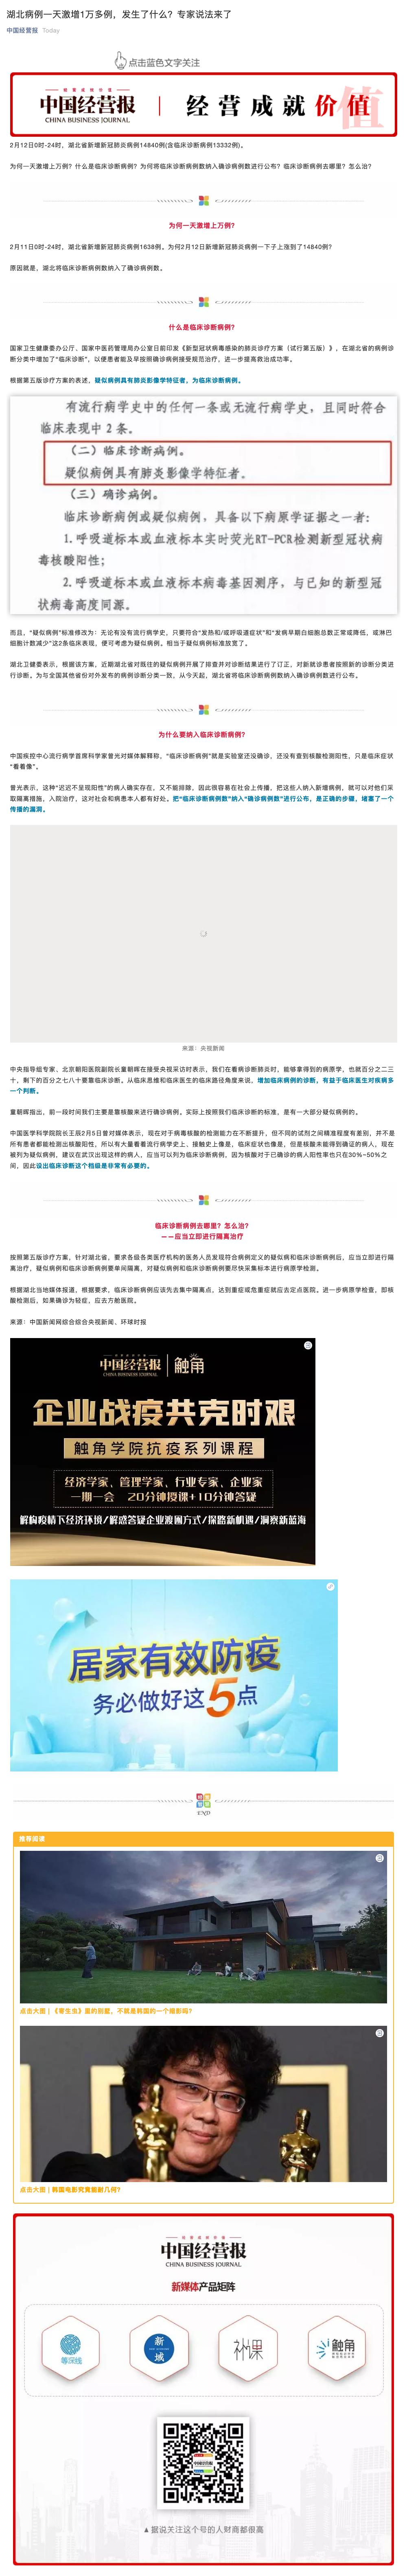 湖北病例一天激增1万多例，发生了什么？专家说法来了
中国经营报 Today
点击蓝色文字关注
经营成就价值
中国经营报
CHINA BUSINESS JOURNAL
经营成就价值
2月12日0时-24时，湖北省新增新冠肺炎病例14840例(含临床诊断病例13332例)。
为何一天激增上万例？什么是临床诊断病例？为何将临床诊断病例数纳入确诊病例数进行公布？临床诊断病例去哪里？怎么治？
为何一天激增上万例？
2月11日0时-24时，湖北省新增新冠肺炎病例1638例。为何2月12日新增新冠肺炎病例一下子上涨到了14840例？
原因就是，湖北将临床诊断病例数纳入了确诊病例数。
什么是临床诊断病例？
国家卫生健康委办公厅、国家中医药管理局办公室日前印发《新型冠状病毒感染的肺炎诊疗方案（试行第五版）》，在湖北省的病例诊
断分类中增加了“临床诊断”，以便患者能及早按照确诊病例接受规范治疗，进一步提高救治成功率。
根据第五版诊疗方案的表述，疑似病例具有肺炎影像学特征者，为临床诊断病例。
有流行病学史中的任何一条或无流行病学史，且同时符合
临床表现中 2 条。
（二）临床诊断病例。
疑似病例具有肺炎影像学特征者。
（三）确诊病例。
临床诊断病例或疑似病例，具备以下病原学证据之一者：
1. 呼吸道标本或血液标本实时荧光RT-PCR检测新型冠状病
毒核酸阳性；
2. 呼吸道标本或血液标本病毒基因测序，与已知的新型冠
状病毒高度同源。
而且，“疑似病例”标准修改为：无论有没有流行病学史，只要符合“发热和/或呼吸道症状”和“发病早期白细胞总数正常或降低，或淋巴
细胞计数减少”这2条临床表现，便可考虑为疑似病例。相当于疑似病例标准放宽了。
湖北卫健委表示，根据该方案，近期湖北省对既往的疑似病例开展了排查并对诊断结果进行了订正，对新就诊患者按照新的诊断分类进
行诊断。为与全国其他省份对外发布的病例诊断分类一致，从今天起，湖北省将临床诊断病例数纳入确诊病例数进行公布。
为什么要纳入临床诊断病例？
中国疾控中心流行病学首席科学家曾光对媒体解释称，“临床诊断病例”就是实验室还没确诊，还没有查到核酸检测阳性，只是临床症状
“看着像”。
曾光表示，这种“迟迟不呈现阳性”的病人确实存在，又不能排除，因此很容易在社会上传播，把这些人纳入新增病例，就可以对他们采
取隔离措施，入院治疗，这对社会和病患本人都有好处。把“临床诊断病例数”纳入“确诊病例数”进行公布，是正确的步骤，堵塞了一个
传播的漏洞。
来源：央视新闻
中央指导组专家、北京朝阳医院副院长童朝晖在接受央视采访时表示，我们在看病诊断肺炎时，能够拿得到的病原学，也就百分之二三
十，剩下的百分之七八十要靠临床诊断。从临床思维和临床医生的临床路径角度来说，增加临床病例的诊断，有益于临床医生对疾病多
一个判断。
童朝晖指出，前一段时间我们主要是靠核酸来进行确诊病例。实际上按照我们临床诊断的标准，是有一大部分疑似病例的。
中国医学科学院院长王辰2月5日曾对媒体表示，现在对于病毒核酸的检测能力在不断提升，但不同的试剂之间精准程度有差别，并不是
所有患者都能检测出核酸阳性，所以有大量看着流行病学史上、接触史上像是，临床症状也像是，但是核酸未能得到确证的病人，现在
被列为疑似病例，建议在武汉出现这样的病人，应当可以列为临床诊断病例，因为核酸对于已确诊的病人阳性率也只在30%~50%之
间，因此设出临床诊断这个档级是非常有必要的。
临床诊断病例去哪里？怎么治？
——应当立即进行隔离治疗
按照第五版诊疗方案，针对湖北省，要求各级各类医疗机构的医务人员发现符合病例定义的疑似病和临床诊断病例后，应当立即进行隔
离治疗，疑似病例和临床诊断病例要单间隔离，对疑似病例和临床诊断病例要尽快采集标本进行病原学检测。
根据湖北当地媒体报道，根据要求，临床诊断病例应该先去集中隔离点，达到重症或危重症就应去定点医院。进一步病原学检查，即核
酸检测后，如果确诊为轻症，应去方舱医院。
来源：中国新闻网综合综合央视新闻、环球时报
中国经营报
CHINA BUSINESS JOURNAL
触角
企业战疫共克时艰
触角学院抗疫系列课程
经济学家、管理学家、行业专家、企业家
一期一会 20分钟授课+10分钟答疑
解构疫情下经济环境/解惑答疑企业渡闸方式/探路新机遇/洞察新蓝海
居家有效防疫
务必做好这5点
END
推荐阅读
点击大图 | 《寄生虫》里的别墅，不就是韩国的一个缩影吗？
点击大图 | 韩国电影究竟能耐几何？
经营成就价值
中国经营报
CHINA BUSINESS JOURNAL
新媒体产品矩阵
等深线
新域
补课
触角
▲据说关注这个号的人财商都很高